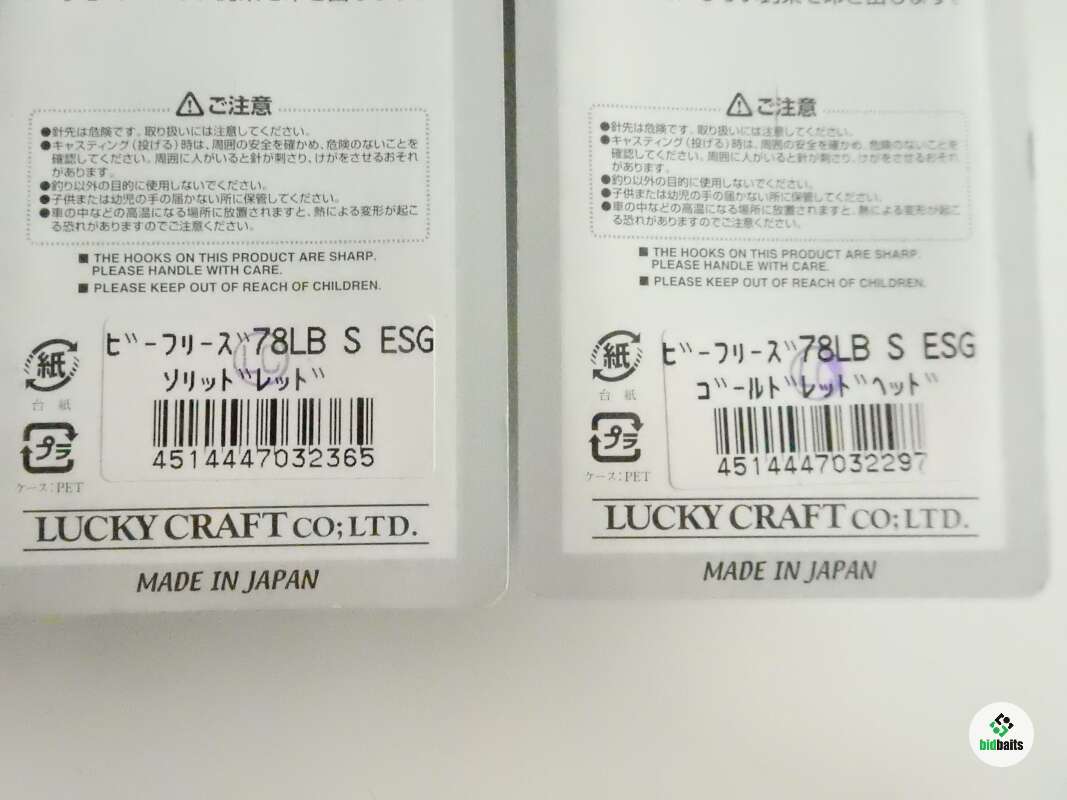 ご注意
●針先は危険です。取り扱いには注意してください。
●キャスティング(投げる)時は、周囲の安全を確かめ、危険のないことを
確認してください。周囲に人がいると針が刺さり、けがをさせるおそれ
があります。
●釣り以外の目的に使用しないでください。
●子供または幼児の手の届かない所に保管してください。
●車の中などの高温になる場所に放置されますと、熱による変形が起こ
る恐れがありますのでご注意ください。
■ THE HOOKS ON THIS PRODUCT ARE SHARP.
PLEASE HANDLE WITH CARE.
■ PLEASE KEEP OUT OF REACH OF CHILDREN.
紙
台 紙
プラ
ケース:PET
ビーフリーズ78LB S ESG
ソリッドレッド
4514447032365
LUCKY CRAFT CO;LTD.
MADE IN JAPAN
ご注意
●針先は危険です。取り扱いには注意してください。
●キャスティング(投げる)時は、周囲の安全を確かめ、危険のないことを
確認してください。周囲に人がいると針が刺さり、けがをさせるおそれ
があります。
●釣り以外の目的に使用しないでください。
●子供または幼児の手の届かない所に保管してください。
●車の中などの高温になる場所に放置されますと、熱による変形が起こ
る恐れがありますのでご注意ください。
■ THE HOOKS ON THIS PRODUCT ARE SHARP.
PLEASE HANDLE WITH CARE.
■ PLEASE KEEP OUT OF REACH OF CHILDREN.
紙
台 紙
プラ
ケース:PET
ビーフリーズ78LB S ESG
ゴールドレッドヘッド
4514447032297
LUCKY CRAFT CO;LTD.
MADE IN JAPAN
bidbaits